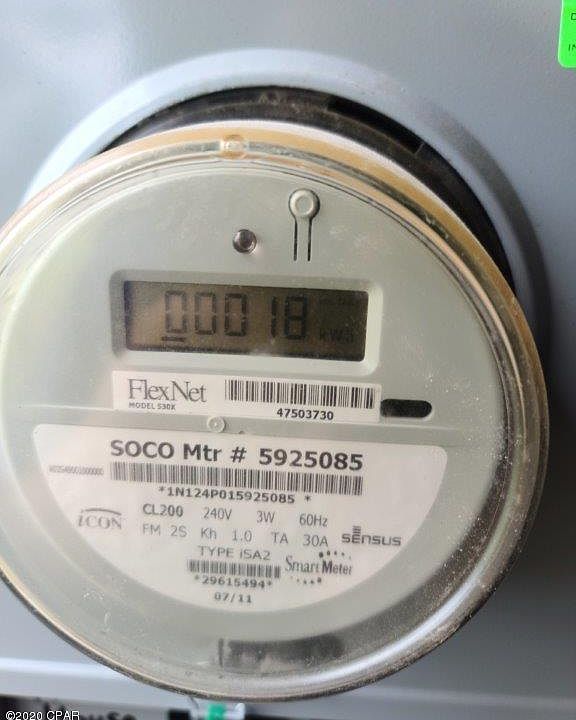 00018 kWh
FlexNet
MODEL 530X
47503730
SOCO Mtr # 5925085
*1N124P015925085 *
iCON
CL200 240V 3W 60Hz
FM 2S Kh 1.0 TA 30A
SENSUS
TYPE iSA2
SmartMeter
*29615494*
07/11
©2020 CPAR